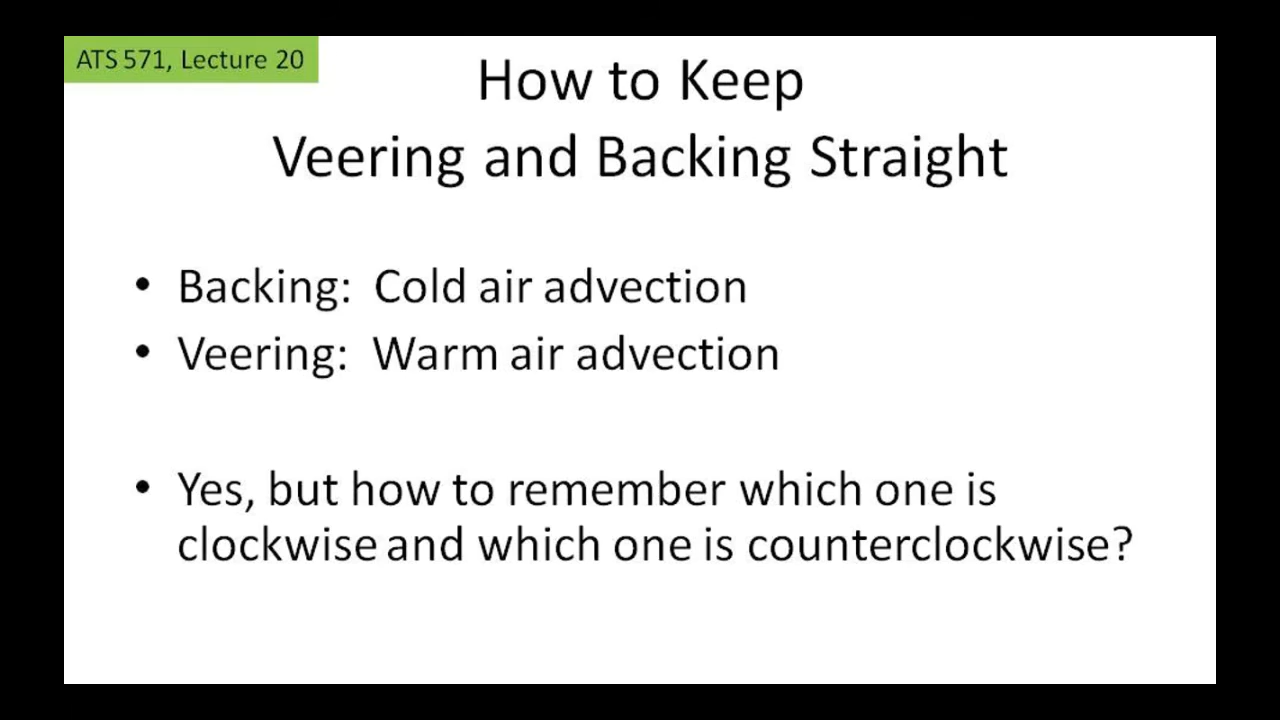 ATS 571, Lecture 20
How to Keep
Veering and Backing Straight
• Backing: Cold air advection
• Veering: Warm air advection
• Yes, but how to remember which one is
clockwise and which one is counterclockwise?